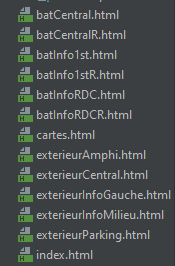 batCentral.html
batCentralR.html
batInfo1st.html
batInfo1stR.html
batInfoRDC.html
batInfoRDCR.html
cartes.html
exterieurAmphi.html
exterieurCentral.html
exterieurInfoGauche.html
exterieurInfoMilieu.html
exterieurParking.html
index.html